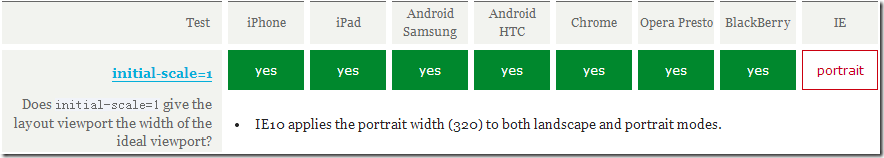 Test iPhone iPad Android Samsung Android HTC Chrome Opera Presto BlackBerry IE
initial-scale=1 yes yes yes yes yes yes yes portrait
Does initial-scale=1 give the
layout viewport the width of the
ideal viewport?
• IE10 applies the portrait width (320) to both landscape and portrait modes.